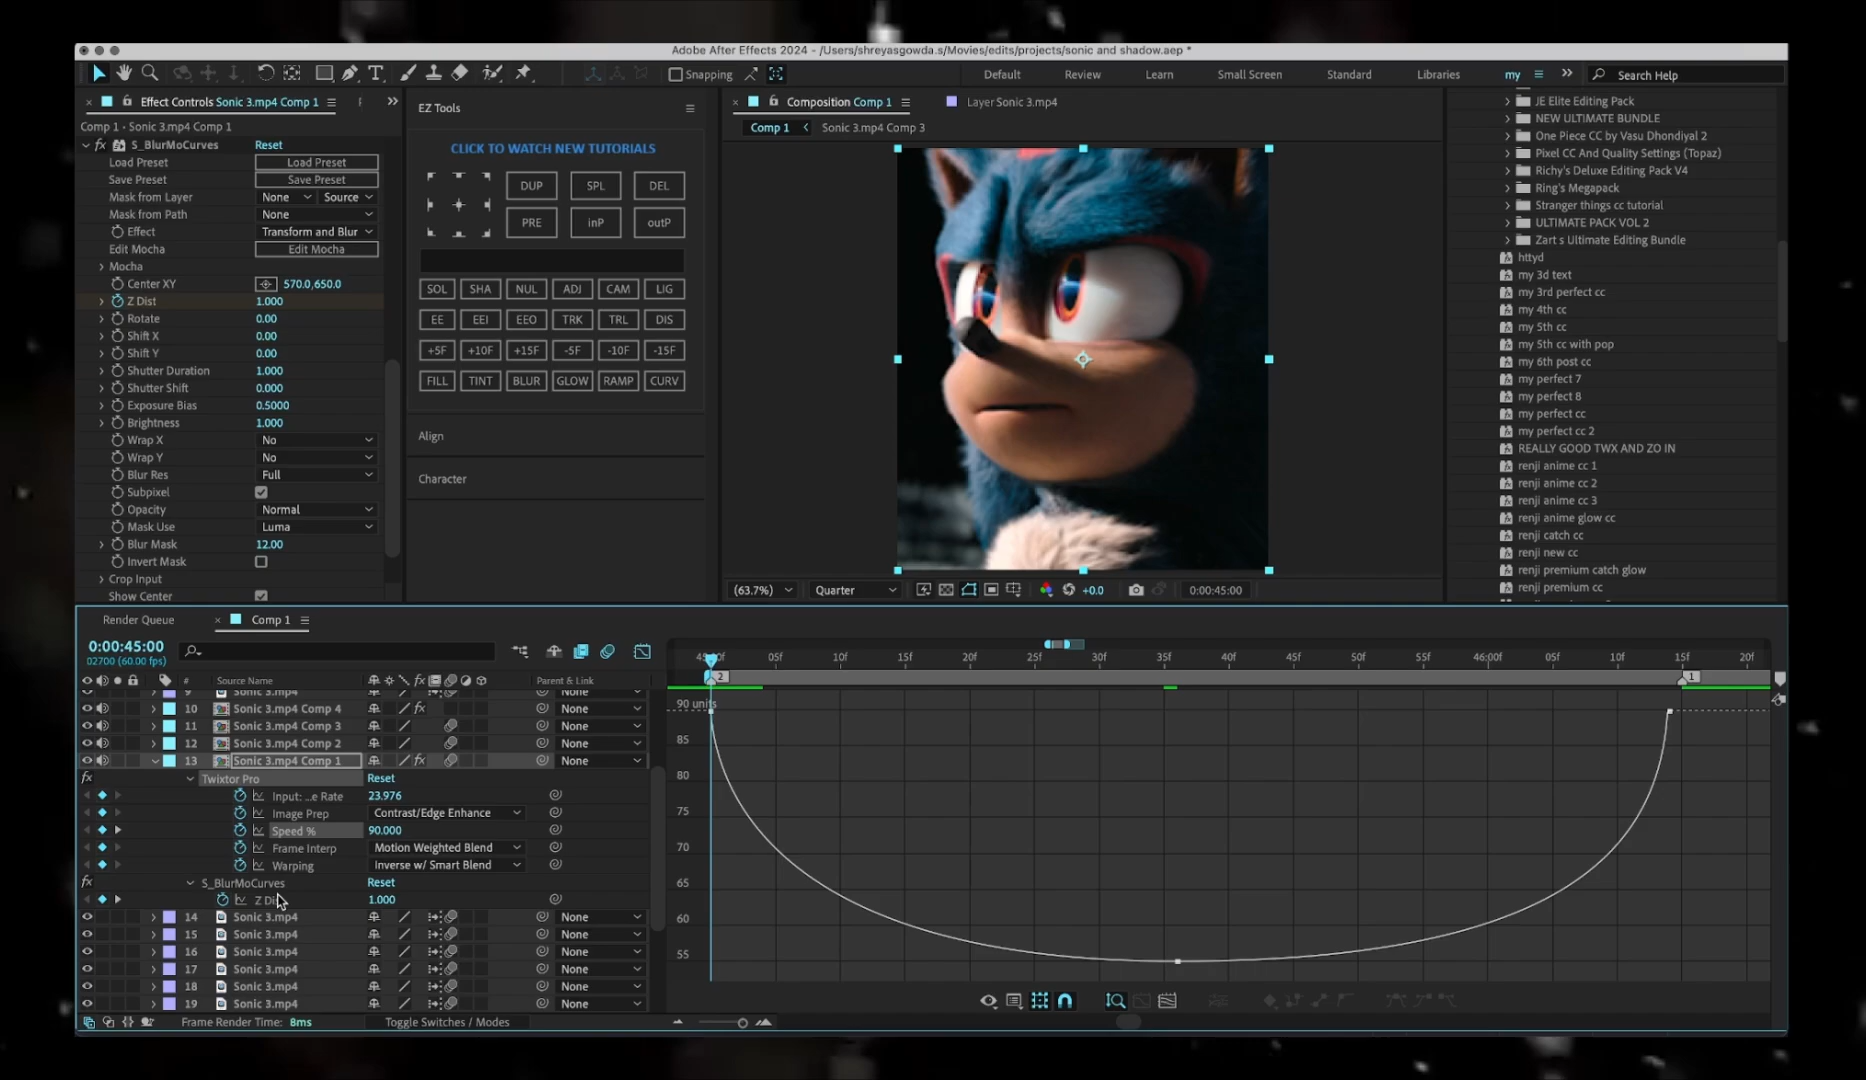 Adobe After Effects 2024 - /Users/shreyasgowda.s/Movies/edits/projects/sonic and shadow.aep *
Snapping
Default
Review
Learn
Small Screen
Standard
Libraries
my
Search Help
Effect Controls Sonic 3.mp4 Comp 1
Comp 1 · Sonic 3.mp4 Comp 1
fx S_BlurMoCurves Reset
Load Preset Load Preset
Save Preset Save Preset
Mask from Layer None Source
Mask from Path None
Effect Transform and Blur
Edit Mocha Edit Mocha
Mocha
Center XY 570.0,650.0
Z Dist 1.000
Rotate 0.00
Shift X 0.00
Shift Y 0.00
Shutter Duration 1.000
Shutter Shift 0.000
Exposure Bias 0.5000
Brightness 1.000
Wrap X No
Wrap Y No
Blur Res Full
Subpixel
Opacity Normal
Mask Use Luma
Blur Mask 12.00
Invert Mask
Crop Input
Show Center
EZ Tools
CLICK TO WATCH NEW TUTORIALS
DUP SPL DEL
PRE inP outP
SOL SHA NUL ADJ CAM LIG
EE EEI EEO TRK TRL DIS
+5F +10F +15F -5F -10F -15F
FILL TINT BLUR GLOW RAMP CURV
Align
Character
Composition Comp 1
Layer Sonic 3.mp4
Comp 1 Sonic 3.mp4 Comp 3
(63.7%) Quarter +0.0 0:00:45:00
JE Elite Editing Pack
NEW ULTIMATE BUNDLE
One Piece CC by Vasu Dhondiyal 2
Pixel CC And Quality Settings (Topaz)
Richy's Deluxe Editing Pack V4
Ring's Megapack
Stranger things cc tutorial
ULTIMATE PACK VOL 2
Zart s Ultimate Editing Bundle
httyd
my 3d text
my 3rd perfect cc
my 4th cc
my 5th cc
my 5th cc with pop
my 6th post cc
my perfect 7
my perfect 8
my perfect cc
my perfect cc 2
REALLY GOOD TWX AND ZO IN
renji anime cc 1
renji anime cc 2
renji anime cc 3
renji anime glow cc
renji catch cc
renji new cc
renji premium catch glow
renji premium cc
Render Queue
Comp 1
0:00:45:00
02700 (60.00 fps)
# Source Name fx Parent & Link
9 Sonic 3.mp4 None
10 Sonic 3.mp4 Comp 4 fx None
11 Sonic 3.mp4 Comp 3 None
12 Sonic 3.mp4 Comp 2 None
13 Sonic 3.mp4 Comp 1 fx None
fx Twixtor Pro Reset
Input: ...e Rate 23.976
Image Prep Contrast/Edge Enhance
Speed % 90.000
Frame Interp Motion Weighted Blend
Warping Inverse w/ Smart Blend
fx S_BlurMoCurves Reset
1.000
14 Sonic 3.mp4 None
15 Sonic 3.mp4 None
16 Sonic 3.mp4 None
17 Sonic 3.mp4 None
18 Sonic 3.mp4 None
19 Sonic 3.mp4 None
Frame Render Time: 8ms
Toggle Switches / Modes
05f 10f 15f 20f 25f 30f 35f 40f 45f 50f 55f 46:00f 05f 10f 15f 20f
2
1
90 units
85
80
75
70
65
60
55